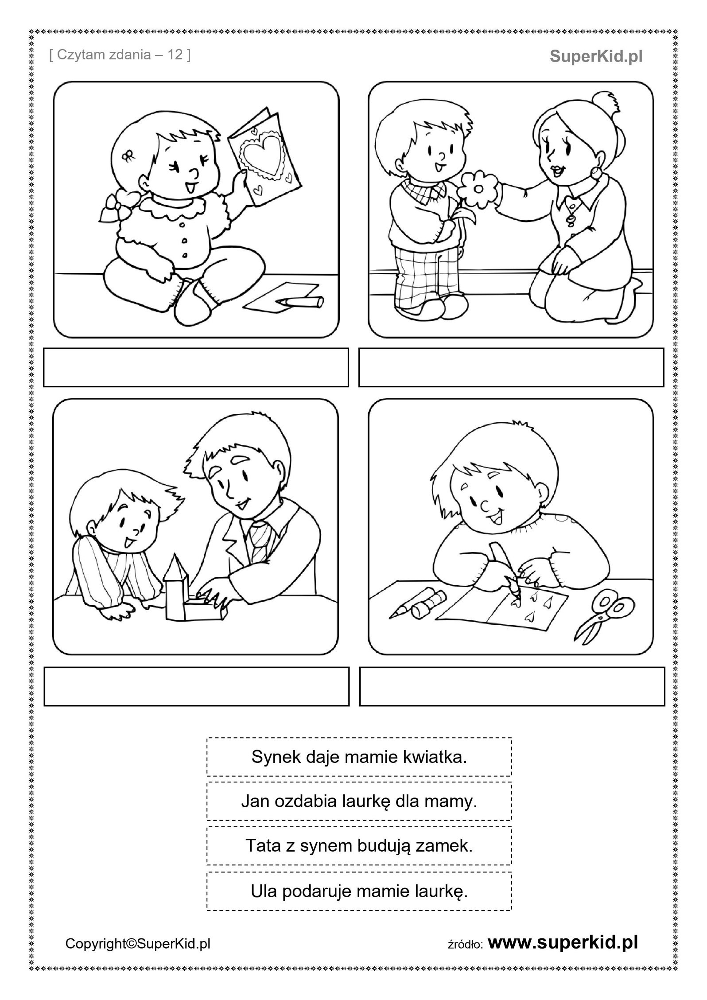 [ Czytam zdania – 12 ]
SuperKid.pl
Synek daje mamie kwiatka.
Jan ozdabia laurkę dla mamy.
Tata z synem budują zamek.
Ula podaruje mamie laurkę.
Copyright©SuperKid.pl
źródło: www.superkid.pl